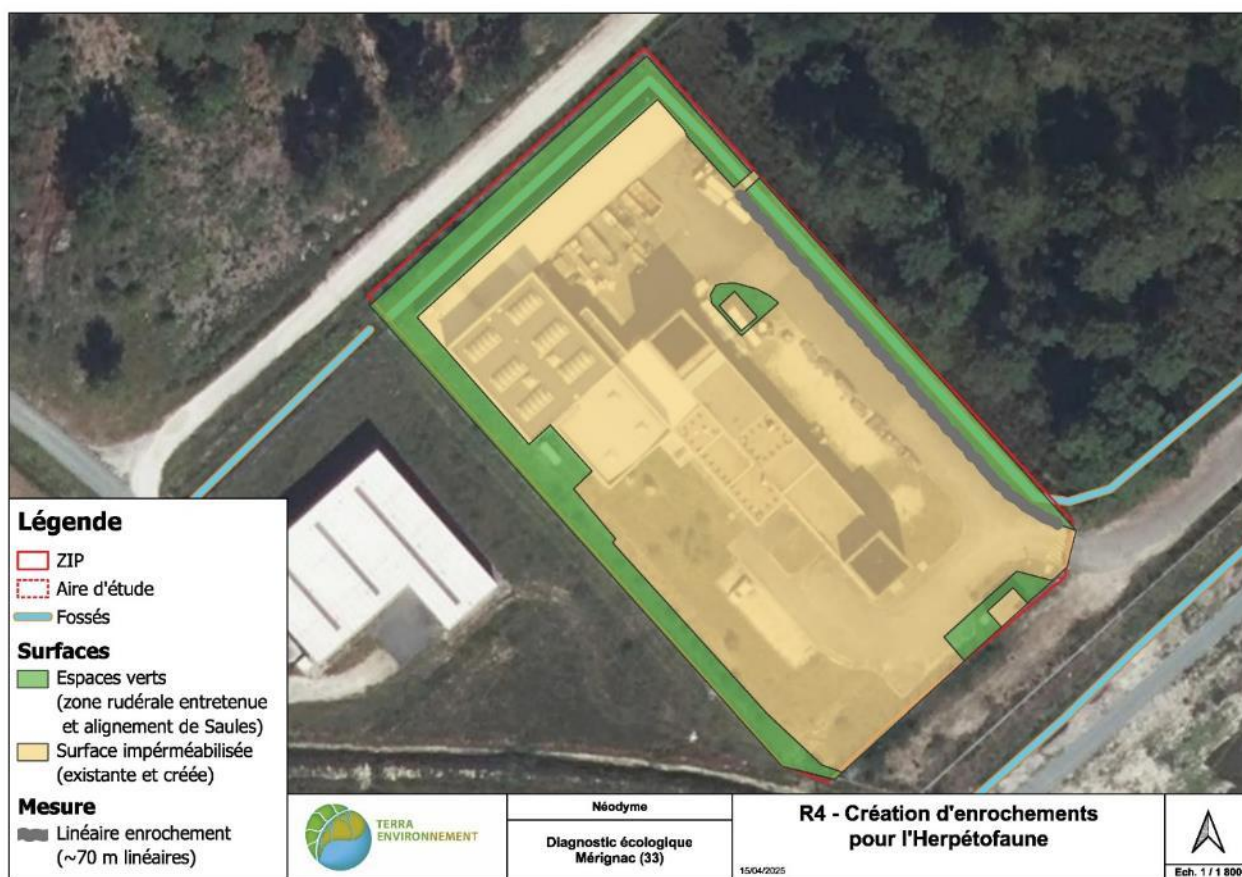 Légende
ZIP
Aire d'étude
Fossés
Surfaces
Espaces verts
(zone rudérale entretenue
et alignement de Saules)
Surface impérméabilisée
(existante et créée)
Mesure
Linéaire enrochement
(~70 m linéaires)
TERRA
ENVIRONNEMENT
Néodyme
Diagnostic écologique
Mérignac (33)
R4 - Création d'enrochements
pour l'Herpétofaune
15/04/2025
Ech. 1 / 1 800